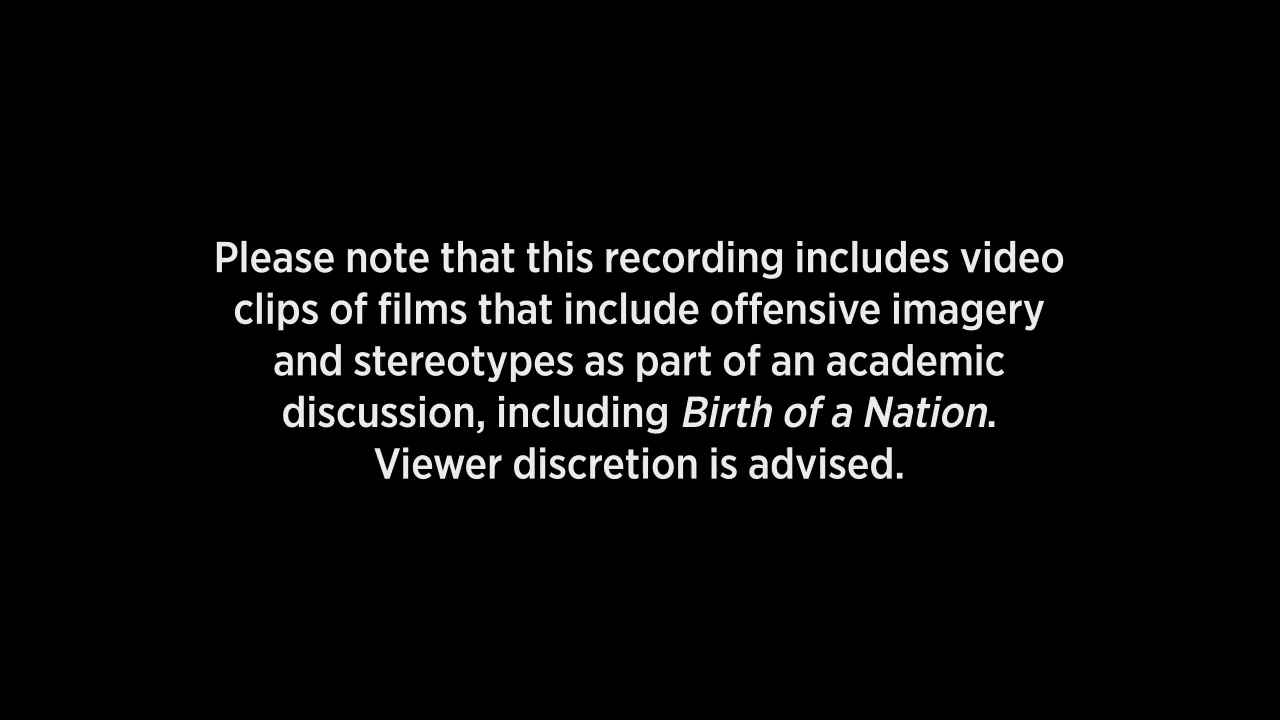 Please note that this recording includes video
clips of films that include offensive imagery
and stereotypes as part of an academic
discussion, including Birth of a Nation.
Viewer discretion is advised.